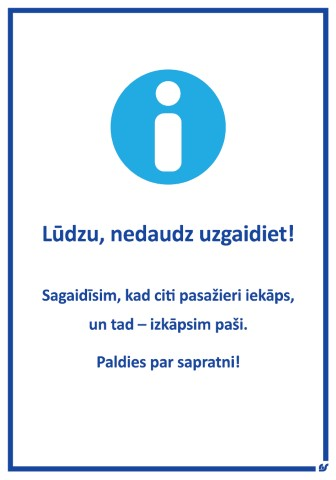 Lūdzu, nedaudz uzgaidiet!
Sagaidīsim, kad citi pasažieri iekāps,
un tad – izkāpsim paši.
Paldies par sapratni!